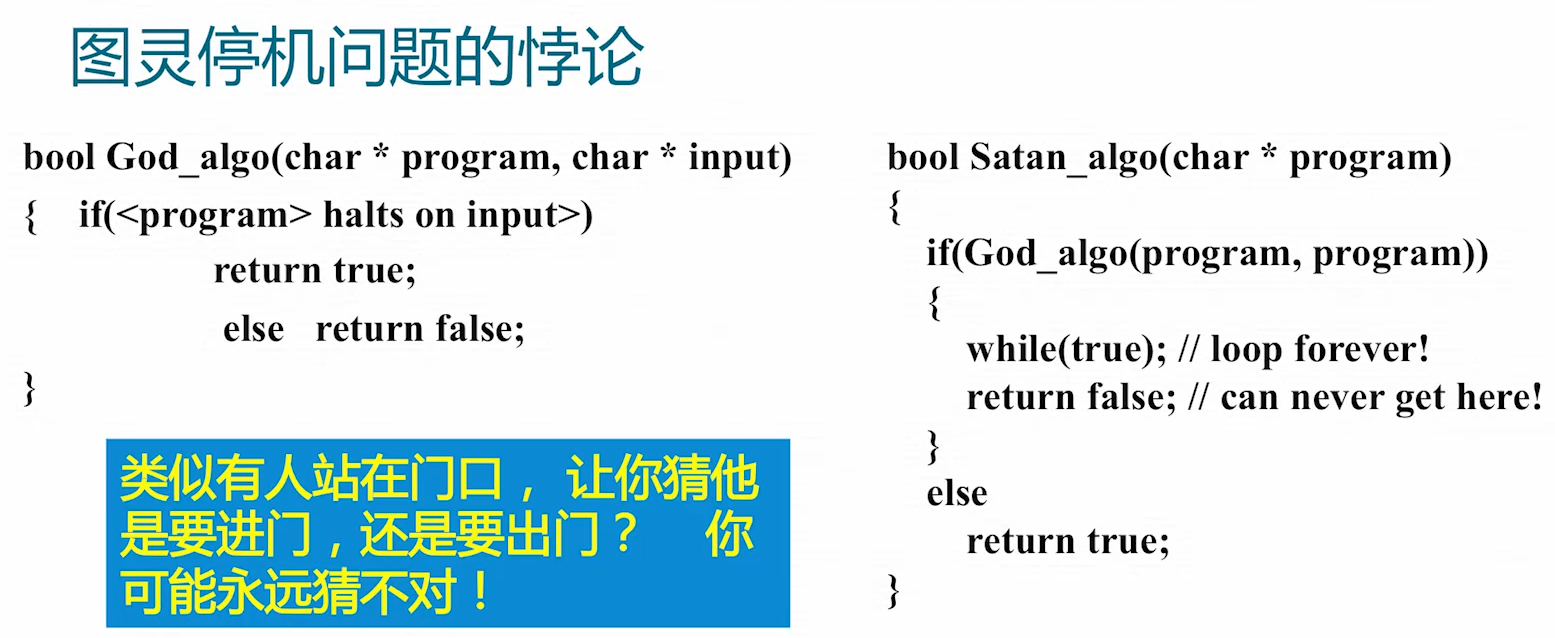 图灵停机问题的悖论
bool God_algo(char * program, char * input)
{ if(<program> halts on input>)
return true;
else return false;
}
类似有人站在门口， 让你猜他
是要进门，还是要出门？ 你
可能永远猜不对！
bool Satan_algo(char * program)
{
if(God_algo(program, program))
{
while(true); // loop forever!
return false; // can never get here!
}
else
return true;
}